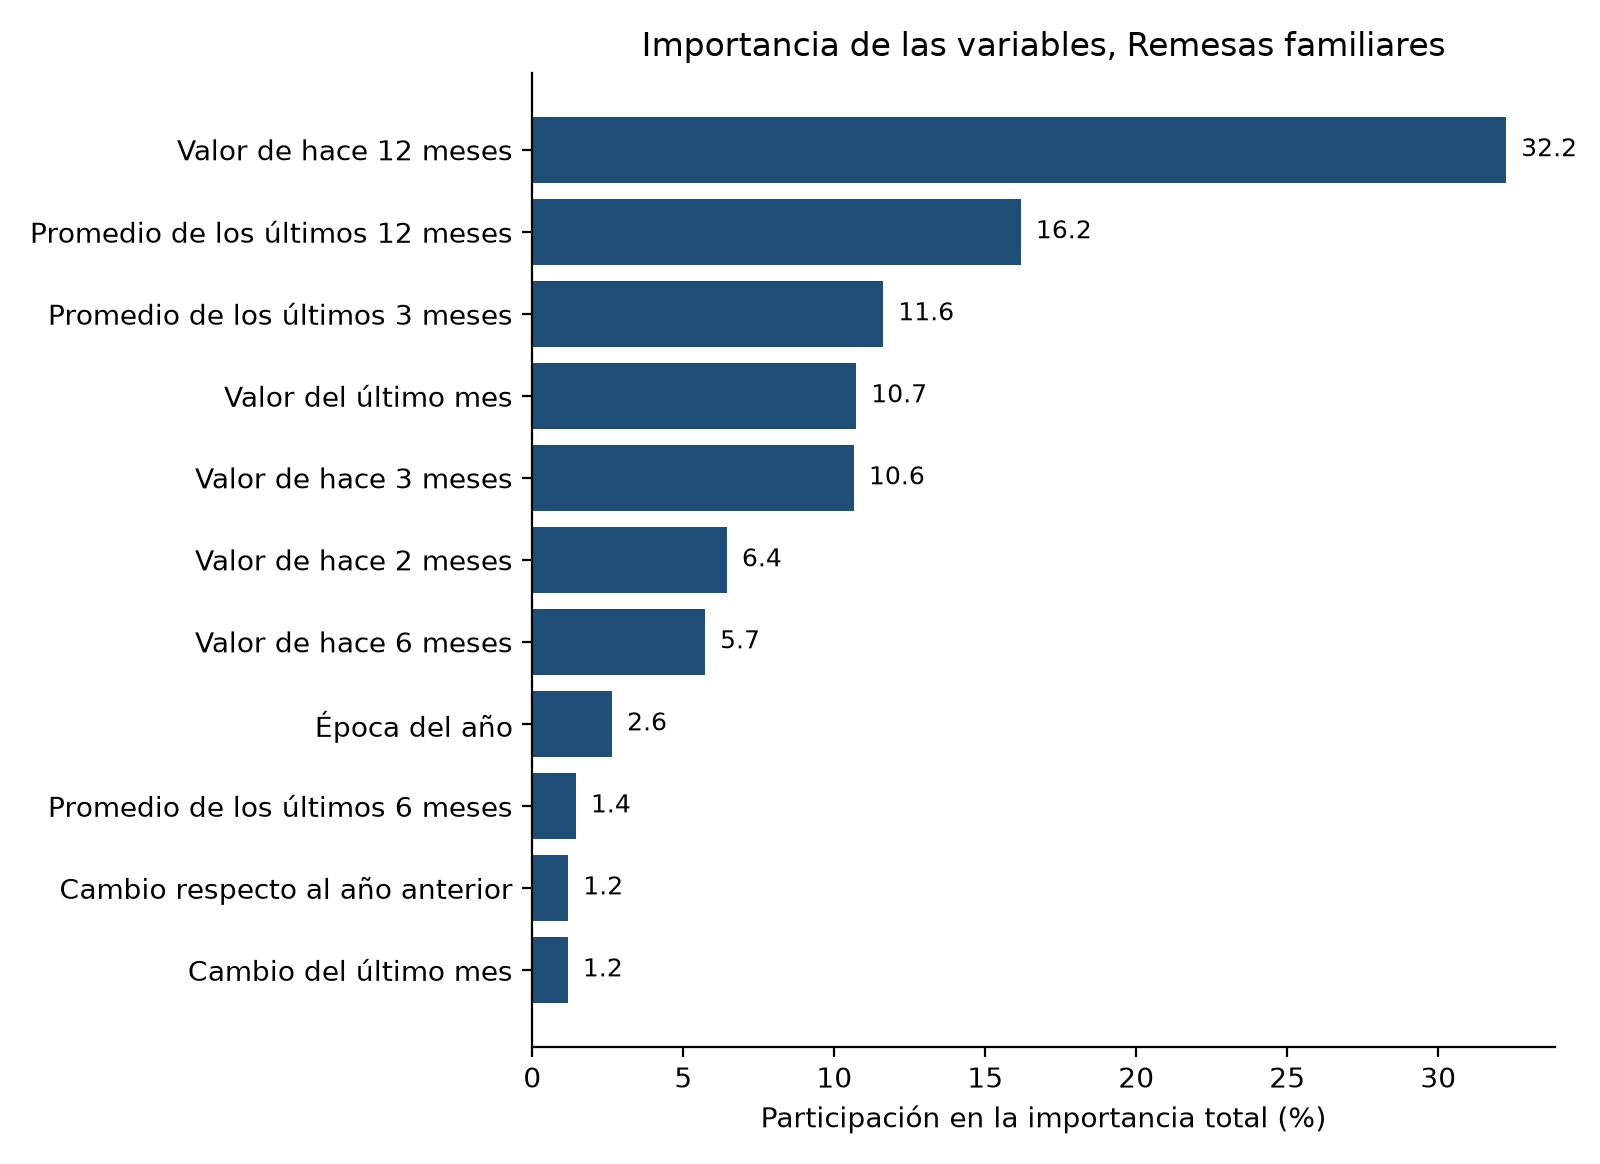 Importancia de las variables, Remesas familiares
Valor de hace 12 meses 32.2
Promedio de los últimos 12 meses 16.2
Promedio de los últimos 3 meses 11.6
Valor del último mes 10.7
Valor de hace 3 meses 10.6
Valor de hace 2 meses 6.4
Valor de hace 6 meses 5.7
Época del año 2.6
Promedio de los últimos 6 meses 1.4
Cambio respecto al año anterior 1.2
Cambio del último mes 1.2
0 5 10 15 20 25 30
Participación en la importancia total (%)